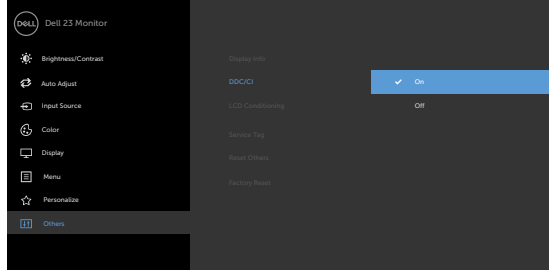 DELL Dell 23 Monitor
Brightness/Contrast
Auto Adjust
Input Source
Color
Display
Menu
Personalize
Others
Display Info
DDC/CI
LCD Conditioning
Service Tag
Reset Others
Factory Reset
On
Off